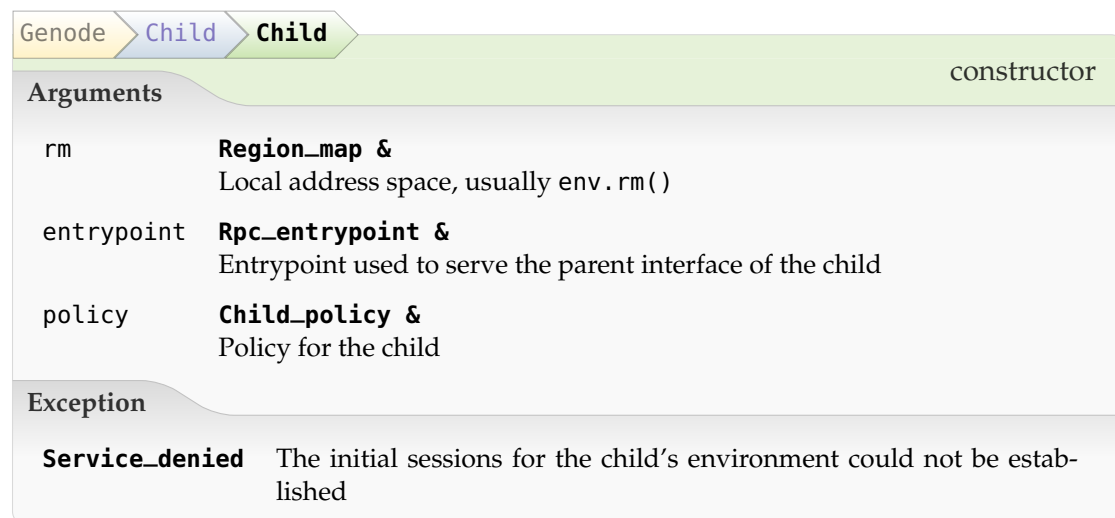 Genode Child Child
constructor
Arguments
rm Region_map &
Local address space, usually env.rm()
entrypoint Rpc_entrypoint &
Entrypoint used to serve the parent interface of the child
policy Child_policy &
Policy for the child
Exception
Service_denied The initial sessions for the child's environment could not be estab-
lished